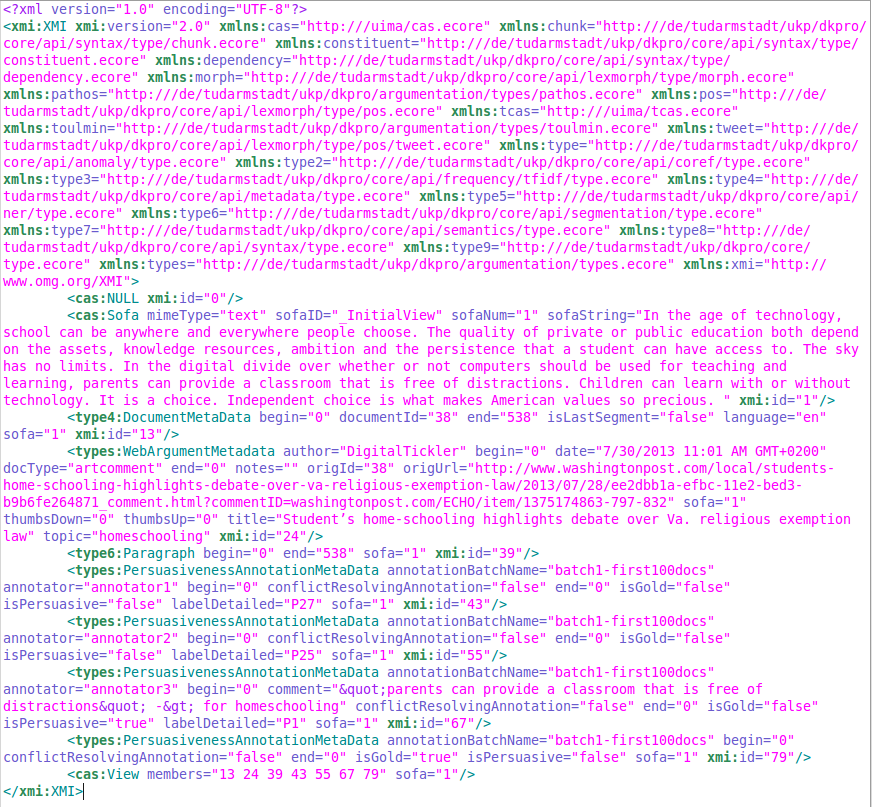 <?xml version="1.0" encoding="UTF-8"?>
<xmi:XMI xmi:version="2.0" xmlns:cas="http:///uima/cas.ecore" xmlns:chunk="http:///de/tudarmstadt/ukp/dkpro/
core/api/syntax/type/chunk.ecore" xmlns:constituent="http:///de/tudarmstadt/ukp/dkpro/core/api/syntax/type/
constituent.ecore" xmlns:dependency="http:///de/tudarmstadt/ukp/dkpro/core/api/syntax/type/
dependency.ecore" xmlns:morph="http:///de/tudarmstadt/ukp/dkpro/core/api/lexmorph/type/morph.ecore"
xmlns:pathos="http:///de/tudarmstadt/ukp/dkpro/argumentation/types/pathos.ecore" xmlns:pos="http:///de/
tudarmstadt/ukp/dkpro/core/api/lexmorph/type/pos.ecore" xmlns:tcas="http:///uima/tcas.ecore"
xmlns:toulmin="http:///de/tudarmstadt/ukp/dkpro/argumentation/types/toulmin.ecore" xmlns:tweet="http:///de/
tudarmstadt/ukp/dkpro/core/api/lexmorph/type/pos/tweet.ecore" xmlns:type="http:///de/tudarmstadt/ukp/dkpro/
core/api/anomaly/type.ecore" xmlns:type2="http:///de/tudarmstadt/ukp/dkpro/core/api/coref/type.ecore"
xmlns:type3="http:///de/tudarmstadt/ukp/dkpro/core/api/frequency/tfidf/type.ecore" xmlns:type4="http:///de/
tudarmstadt/ukp/dkpro/core/api/metadata/type.ecore" xmlns:type5="http:///de/tudarmstadt/ukp/dkpro/core/api/
ner/type.ecore" xmlns:type6="http:///de/tudarmstadt/ukp/dkpro/core/api/segmentation/type.ecore"
xmlns:type7="http:///de/tudarmstadt/ukp/dkpro/core/api/semantics/type.ecore" xmlns:type8="http:///de/
tudarmstadt/ukp/dkpro/core/api/syntax/type.ecore" xmlns:type9="http:///de/tudarmstadt/ukp/dkpro/core/
type.ecore" xmlns:types="http:///de/tudarmstadt/ukp/dkpro/argumentation/types.ecore" xmlns:xmi="http://
www.omg.org/XMI">
<cas:NULL xmi:id="0"/>
<cas:Sofa mimeType="text" sofaID="_InitialView" sofaNum="1" sofaString="In the age of technology,
school can be anywhere and everywhere people choose. The quality of private or public education both depend
on the assets, knowledge resources, ambition and the persistence that a student can have access to. The sky
has no limits. In the digital divide over whether or not computers should be used for teaching and
learning, parents can provide a classroom that is free of distractions. Children can learn with or without
technology. It is a choice. Independent choice is what makes American values so precious. " xmi:id="1"/>
<type4:DocumentMetaData begin="0" documentId="38" end="538" isLastSegment="false" language="en"
sofa="1" xmi:id="13"/>
<types:WebArgumentMetadata author="DigitalTickler" begin="0" date="7/30/2013 11:01 AM GMT+0200"
docType="artcomment" end="0" notes="" origId="38" origUrl="http://www.washingtonpost.com/local/students-
home-schooling-highlights-debate-over-va-religious-exemption-law/2013/07/28/ee2dbb1a-efbc-11e2-bed3-
b9b6fe264871_comment.html?commentID=washingtonpost.com/ECHO/item/1375174863-797-832" sofa="1"
thumbsDown="0" thumbsUp="0" title="Student’s home-schooling highlights debate over Va. religious exemption
law" topic="homeschooling" xmi:id="24"/>
<type6:Paragraph begin="0" end="538" sofa="1" xmi:id="39"/>
<types:PersuasivenessAnnotationMetaData annotationBatchName="batch1-first100docs"
annotator="annotator1" begin="0" conflictResolvingAnnotation="false" end="0" isGold="false"
isPersuasive="false" labelDetailed="P27" sofa="1" xmi:id="43"/>
<types:PersuasivenessAnnotationMetaData annotationBatchName="batch1-first100docs"
annotator="annotator2" begin="0" conflictResolvingAnnotation="false" end="0" isGold="false"
isPersuasive="false" labelDetailed="P25" sofa="1" xmi:id="55"/>
<types:PersuasivenessAnnotationMetaData annotationBatchName="batch1-first100docs"
annotator="annotator3" begin="0" comment="&quot;parents can provide a classroom that is free of
distractions&quot; -&gt; for homeschooling" conflictResolvingAnnotation="false" end="0" isGold="false"
isPersuasive="true" labelDetailed="P1" sofa="1" xmi:id="67"/>
<types:PersuasivenessAnnotationMetaData annotationBatchName="batch1-first100docs" begin="0"
conflictResolvingAnnotation="false" end="0" isGold="true" isPersuasive="false" sofa="1" xmi:id="79"/>
<cas:View members="13 24 39 43 55 67 79" sofa="1"/>
</xmi:XMI>